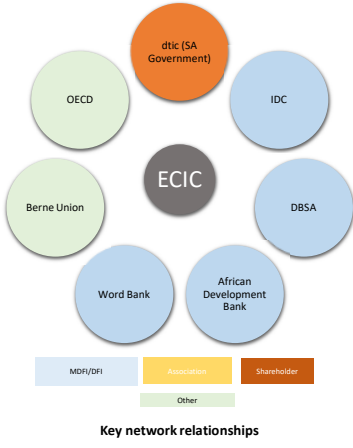 dtic (SA
Government)
OECD
IDC
ECIC
Berne Union
DBSA
Word Bank
African
Development
Bank
MDFI/DFI
Association
Shareholder
Other
Key network relationships